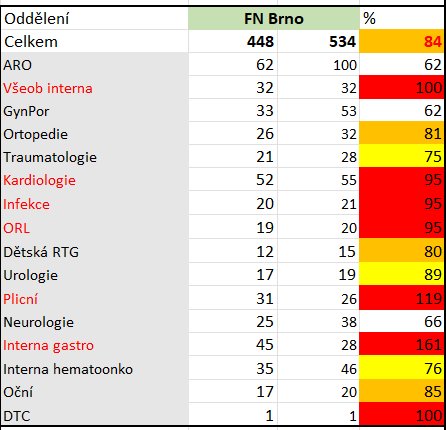 Oddělení FN Brno %
Celkem 448 534 84
ARO 62 100 62
Všeob interna 32 32 100
GynPor 33 53 62
Ortopedie 26 32 81
Traumatologie 21 28 75
Kardiologie 52 55 95
Infekce 20 21 95
ORL 19 20 95
Dětská RTG 12 15 80
Urologie 17 19 89
Plicní 31 26 119
Neurologie 25 38 66
Interna gastro 45 28 161
Interna hematoonko 35 46 76
Oční 17 20 85
DTC 1 1 100